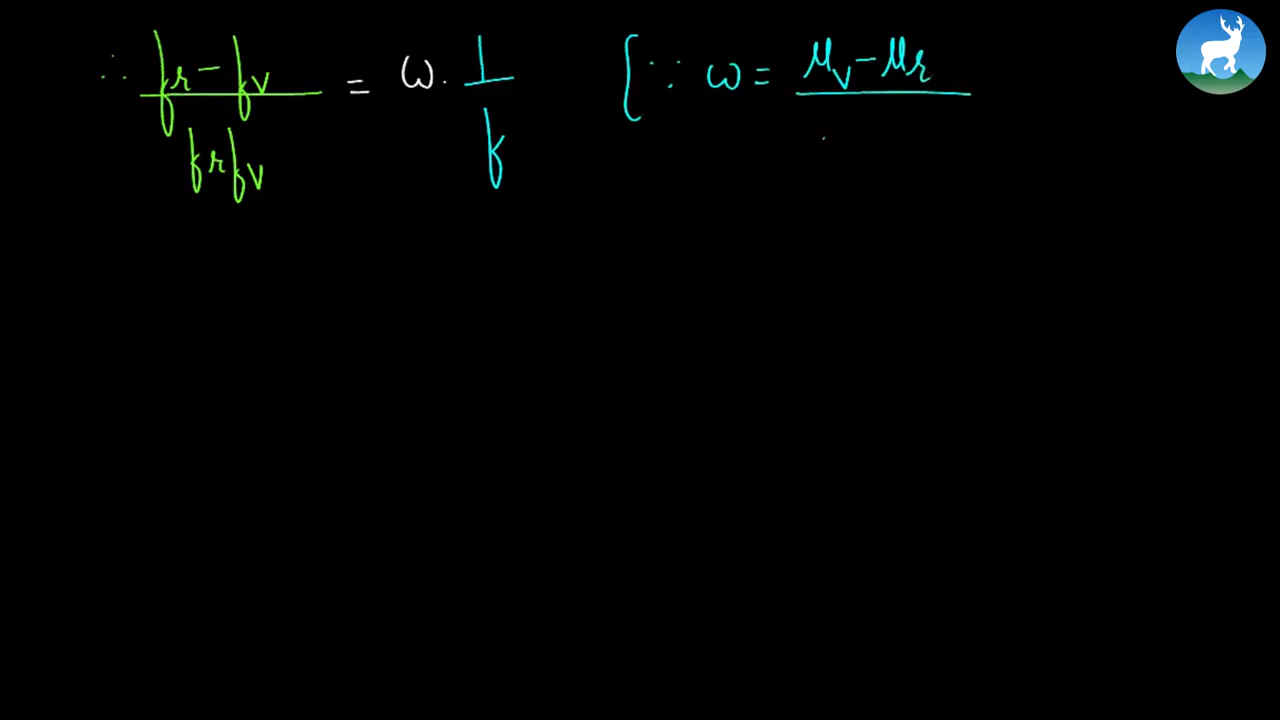 ∴ (fr - fv) / (fr fv) = ω · 1/f { ∵ ω = (μv - μr) /